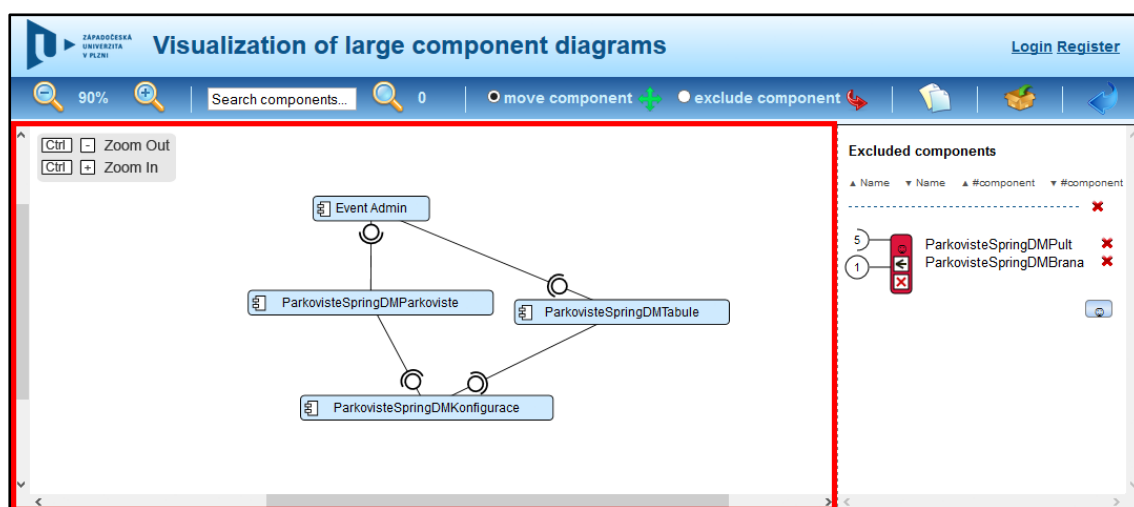 ZÁPADOČESKÁ
UNIVERZITA
V PLZNI
Visualization of large component diagrams
Login Register
90%
Search components...
0
move component
exclude component
Ctrl - Zoom Out
Ctrl + Zoom In
Event Admin
ParkovisteSpringDMParkoviste
ParkovisteSpringDMTabule
ParkovisteSpringDMKonfigurace
Excluded components
▲ Name ▼ Name ▲ #component ▼ #component
5
ParkovisteSpringDMPult
1
ParkovisteSpringDMBrana